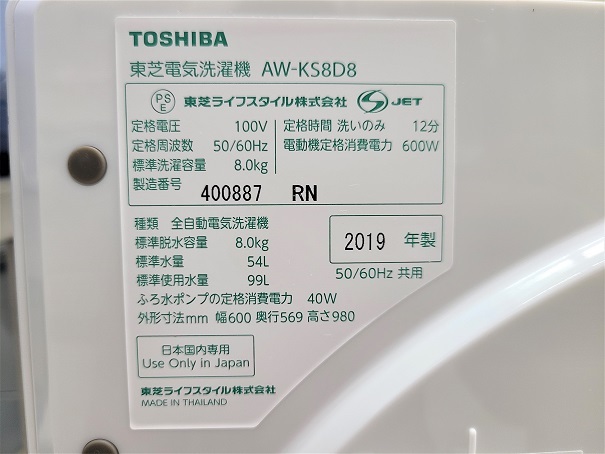 TOSHIBA
東芝電気洗濯機 AW-KS8D8
PS E 東芝ライフスタイル株式会社 S JET
定格電圧 100V 定格時間 洗いのみ 12分
定格周波数 50/60Hz 電動機定格消費電力 600W
標準洗濯容量 8.0kg
製造番号 400887 RN
種類 全自動電気洗濯機
標準脱水容量 8.0kg 2019 年製
標準水量 54L
標準使用水量 99L 50/60Hz 共用
ふろ水ポンプの定格消費電力 40W
外形寸法mm 幅600 奥行569 高さ980
日本国内専用
Use Only in Japan
東芝ライフスタイル株式会社
MADE IN THAILAND